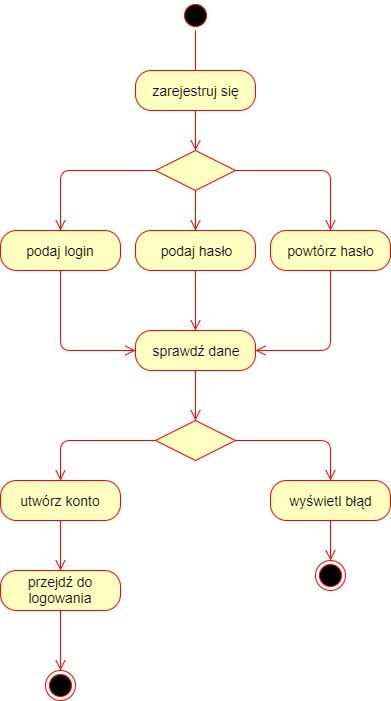 zarejestruj się
podaj login
podaj hasło
powtórz hasło
sprawdź dane
utwórz konto
wyświetl błąd
przejdź do
logowania